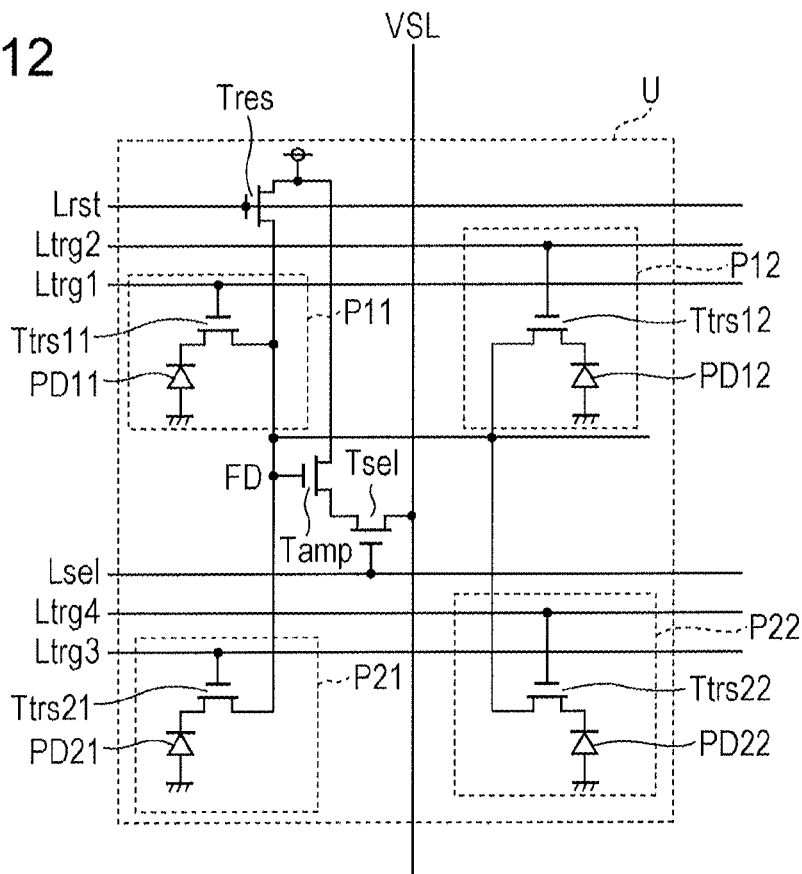 VSL
12
Tres
U
Lrst
Ltrg2
Ltrg1
P12
P11
Ttrs11
Ttrs12
PD11
PD12
Tsel
FD
Tamp
Lsel
Ltrg4
Ltrg3
P22
P21
Ttrs21
Ttrs22
PD21
PD22